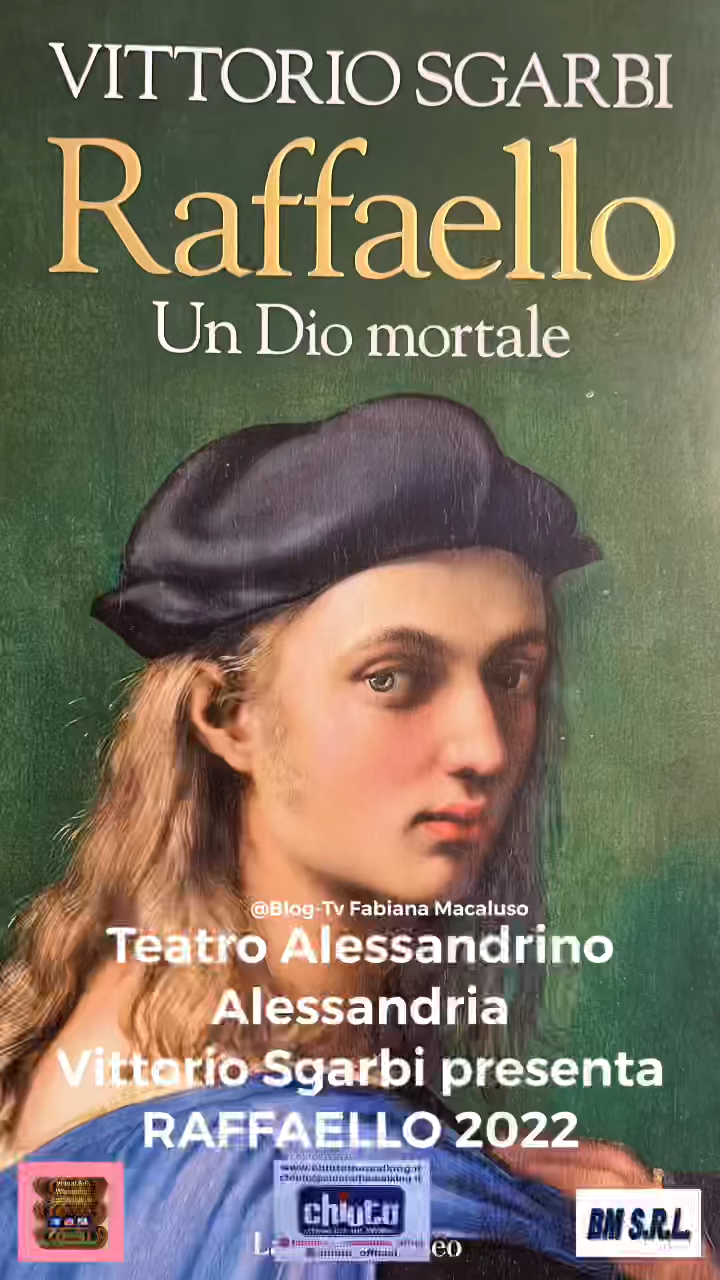 VITTORIO SGARBI
Raffaello
Un Dio mortale
@Blog-Tv Fabiana Macaluso
Teatro Alessandrino
Alessandria
Vittorio Sgarbi presenta
RAFFAELLO 2022
chioto
BM S.R.L.